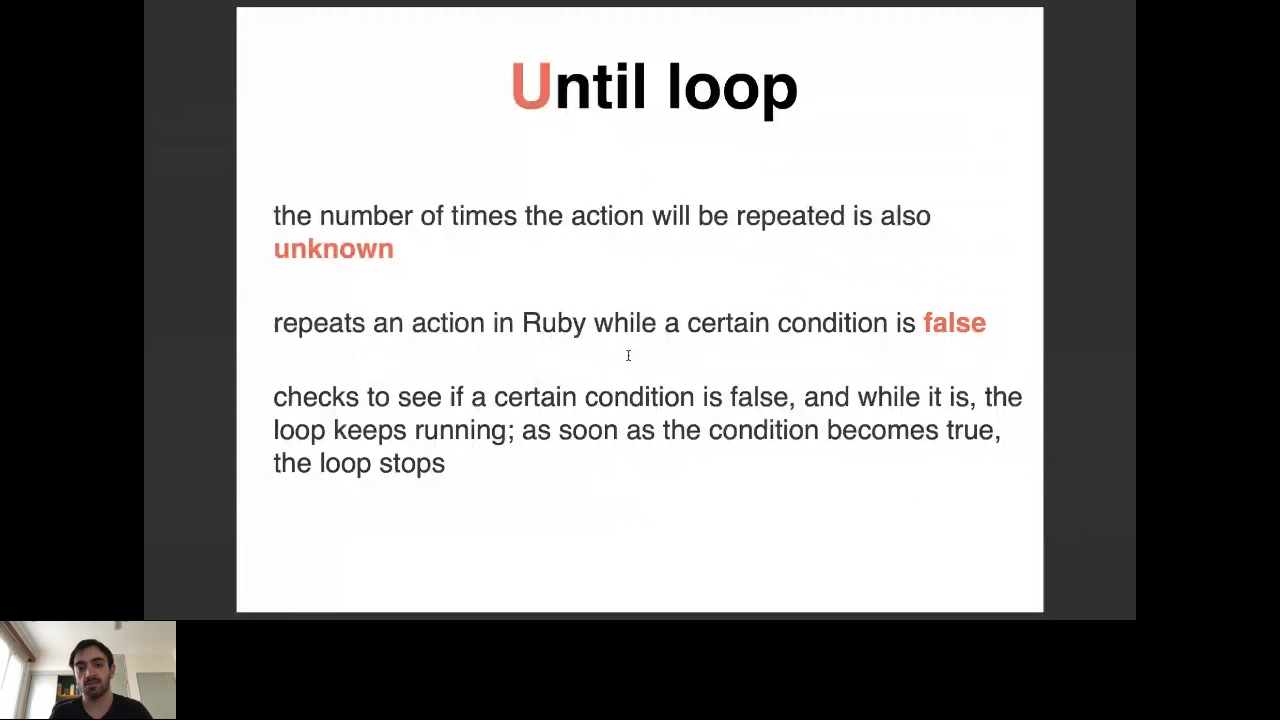 Until loop
the number of times the action will be repeated is also
unknown
repeats an action in Ruby while a certain condition is false
checks to see if a certain condition is false, and while it is, the
loop keeps running; as soon as the condition becomes true,
the loop stops